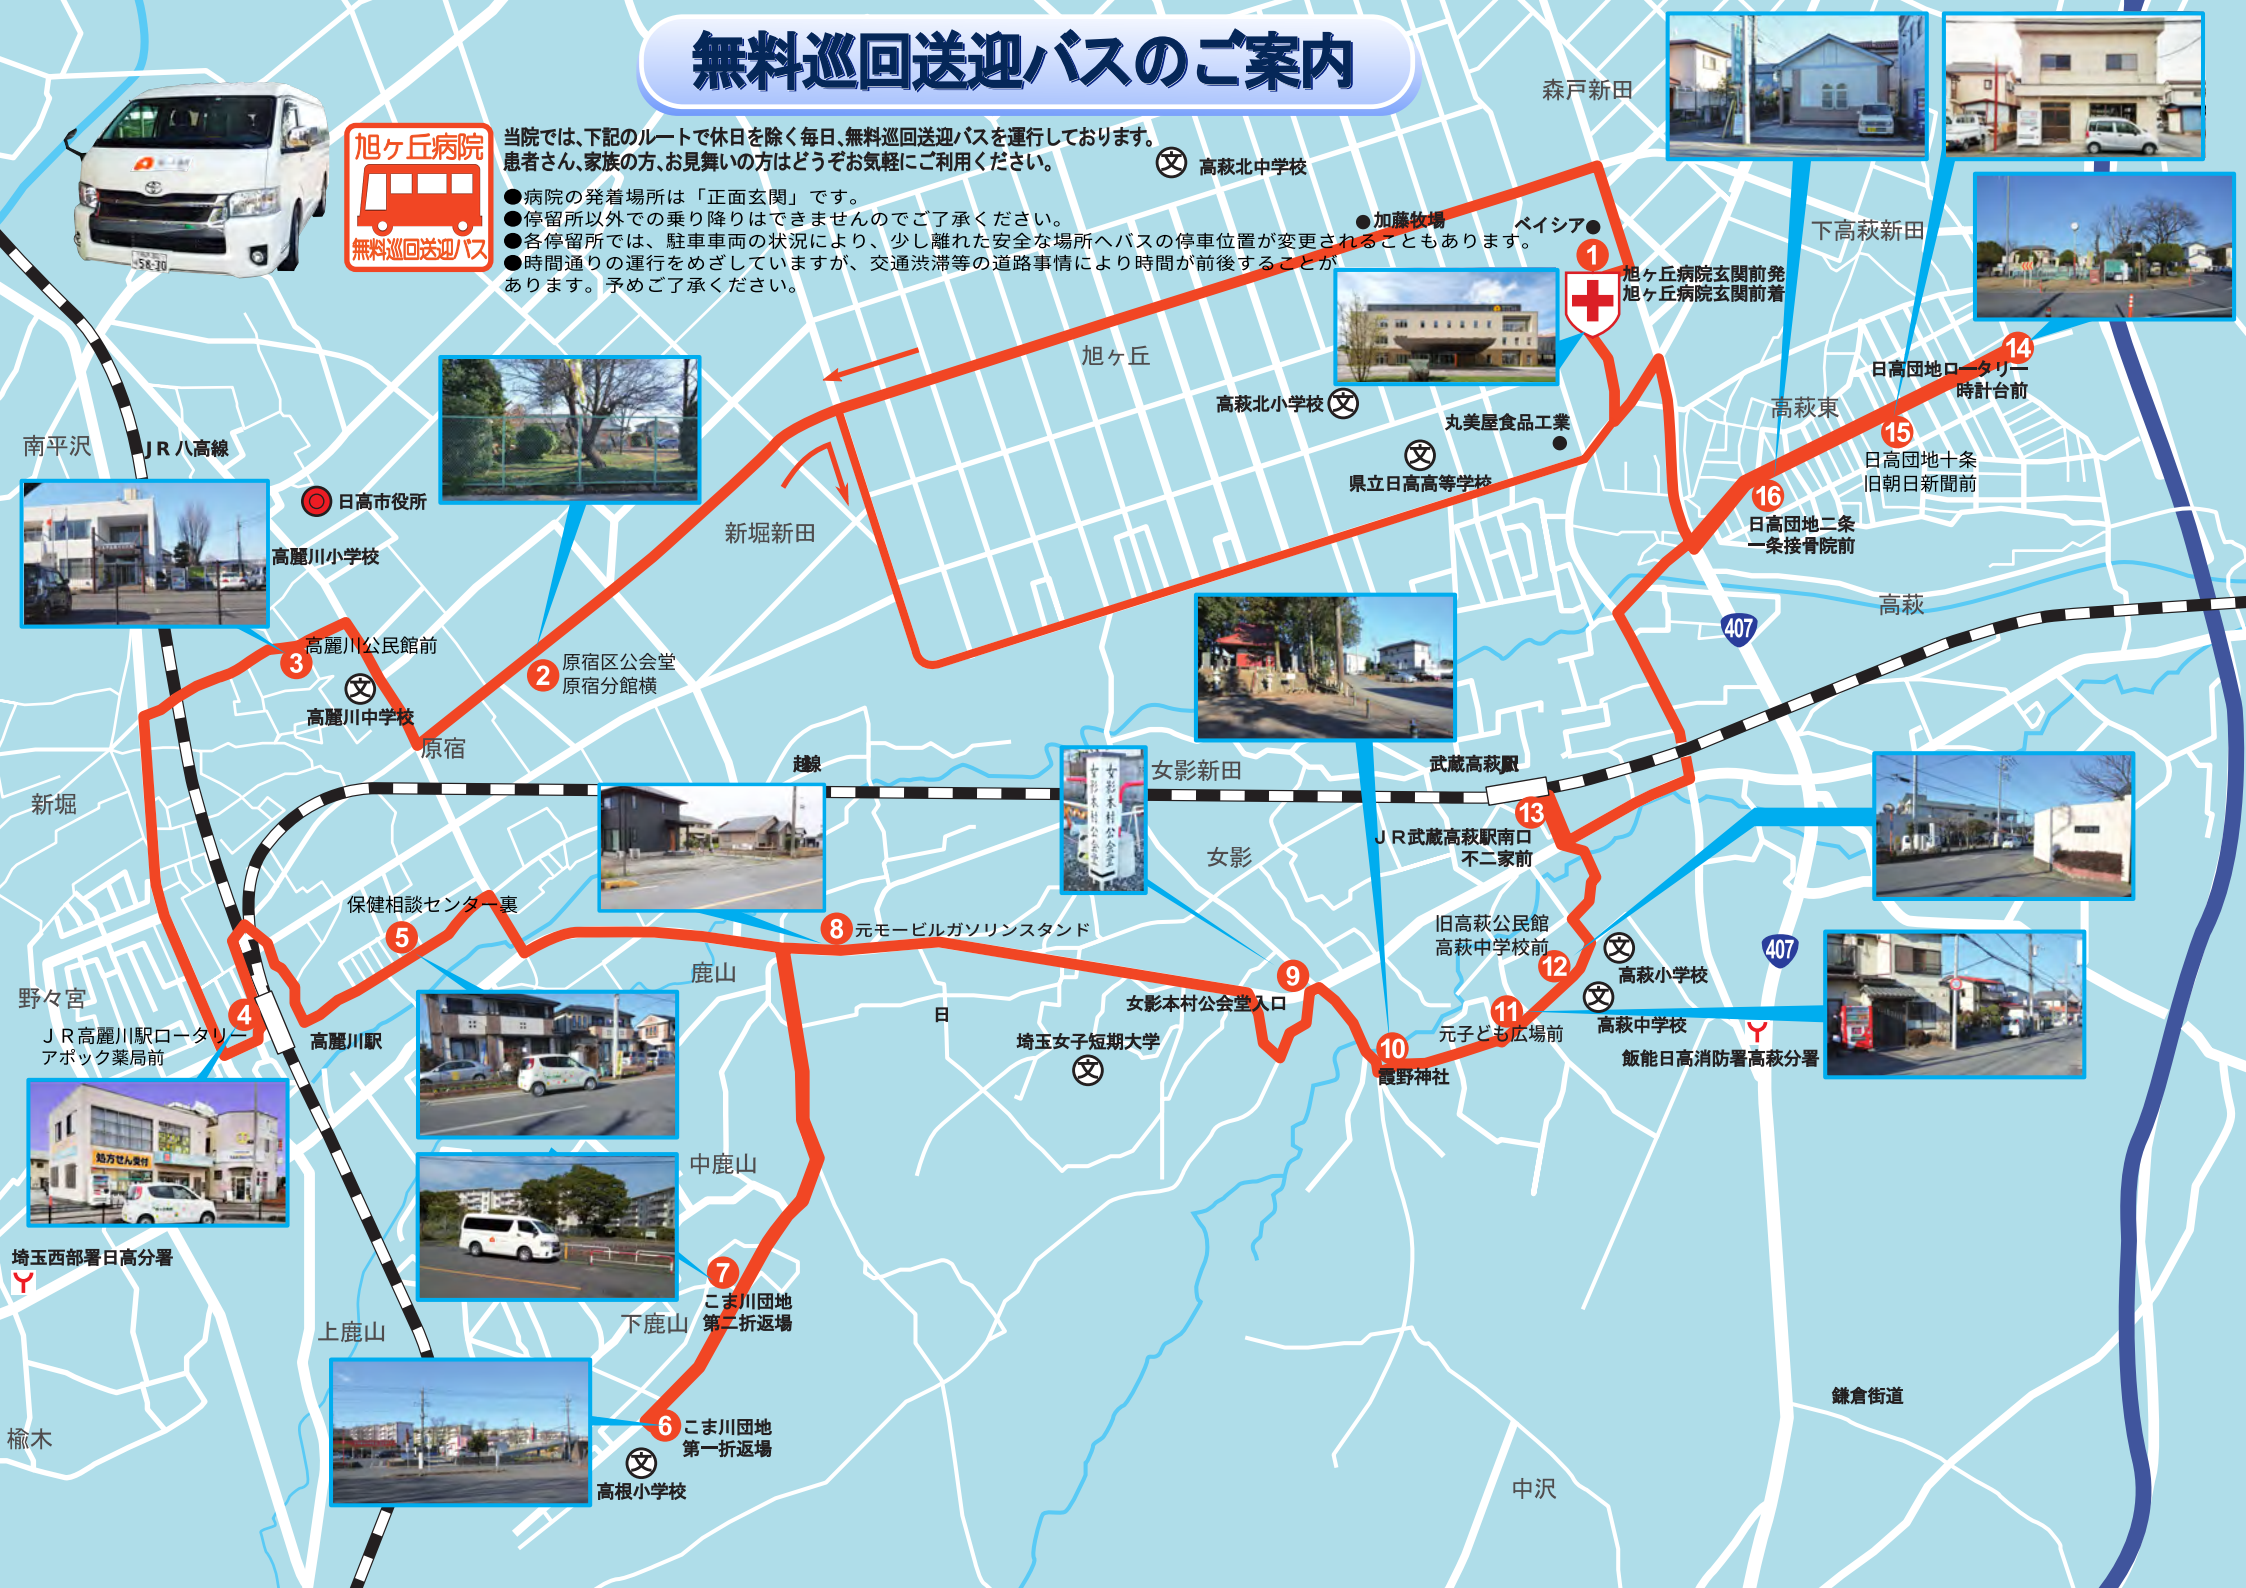 無料巡回送迎バスのご案内
旭ヶ丘病院
無料巡回送迎バス
当院では、下記のルートで休日を除く毎日、無料巡回送迎バスを運行しております。
患者さん、家族の方、お見舞いの方はどうぞお気軽にご利用ください。
●病院の発着場所は「正面玄関」です。
●停留所以外での乗り降りはできませんのでご了承ください。
●各停留所では、駐車車両の状況により、少し離れた安全な場所へバスの停車位置が変更されることもあります。
●時間通りの運行をめざしていますが、交通渋滞等の道路事情により時間が前後することが
あります。予めご了承ください。
森戸新田
文 高萩北中学校
加藤牧場
ベイシア
下高萩新田
1
旭ヶ丘病院玄関前発
旭ヶ丘病院玄関前着
旭ヶ丘
14
日高団地ロータリー
時計台前
高萩北小学校 文
高萩東
丸美屋食品工業
15
日高団地十条
旧朝日新聞前
文
県立日高高等学校
16
日高団地二条
一条接骨院前
南平沢
JR八高線
日高市役所
新堀新田
高麗川小学校
高萩
407
高麗川公民館前
3
文
高麗川中学校
2
原宿区公会堂
原宿分館横
原宿
越線
女影本村公会堂
女影本村公会堂
女影新田
武蔵高萩駅
新堀
13
JR武蔵高萩駅南口
不二家前
女影
保健相談センター裏
5
8
元モービルガソリンスタンド
旧高萩公民館
高萩中学校前
12
文
高萩小学校
407
鹿山
9
女影本村公会堂入口
野々宮
4
JR高麗川駅ロータリー
アポック薬局前
高麗川駅
日
11
元子ども広場前
文
高萩中学校
埼玉女子短期大学
文
10
霞野神社
飯能日高消防署高萩分署
処方せん受付
中鹿山
埼玉西部署日高分署
7
こま川団地
第二折返場
上鹿山
下鹿山
鎌倉街道
6
こま川団地
第一折返場
楡木
文
高根小学校
中沢